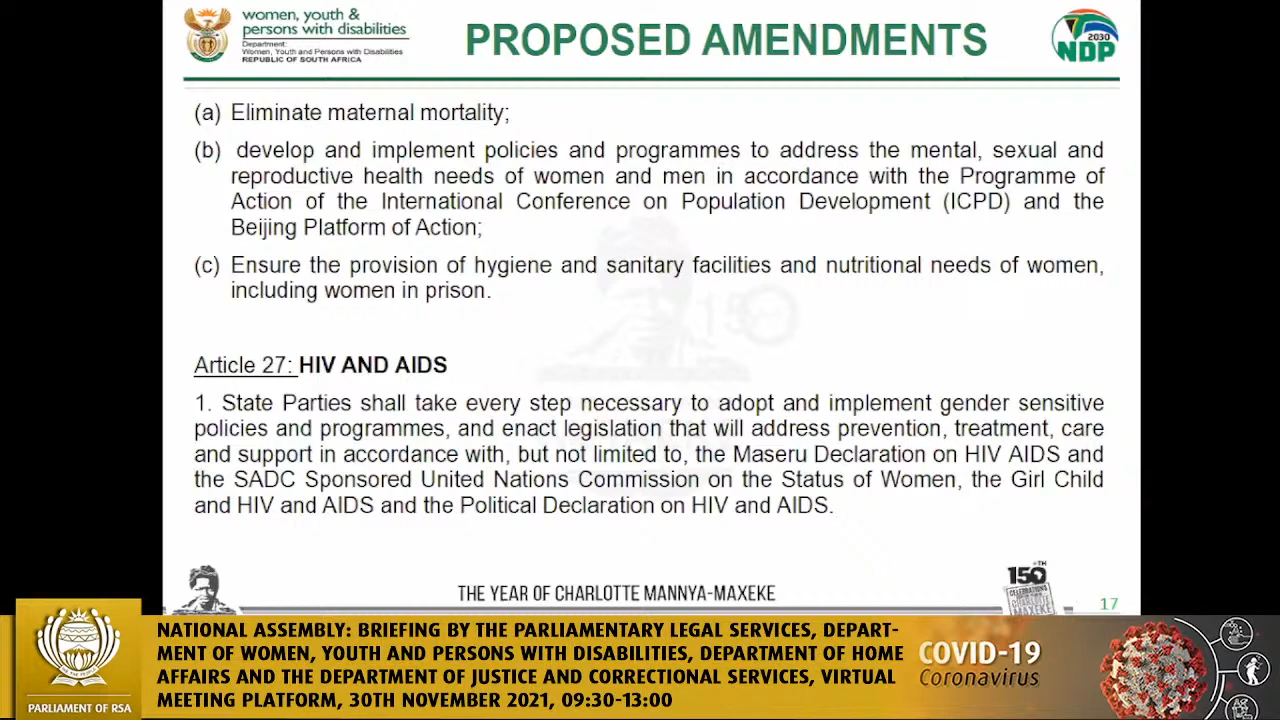 women, youth &
persons with disabilities
Department:
Women, Youth and Persons with Disabilities
REPUBLIC OF SOUTH AFRICA
PROPOSED AMENDMENTS
2030
NDP
(a) Eliminate maternal mortality;
(b) develop and implement policies and programmes to address the mental, sexual and
reproductive health needs of women and men in accordance with the Programme of
Action of the International Conference on Population Development (ICPD) and the
Beijing Platform of Action;
(c) Ensure the provision of hygiene and sanitary facilities and nutritional needs of women,
including women in prison.
150
Article 27: HIV AND AIDS
1. State Parties shall take every step necessary to adopt and implement gender sensitive
policies and programmes, and enact legislation that will address prevention, treatment, care
and support in accordance with, but not limited to, the Maseru Declaration on HIV AIDS and
the SADC Sponsored United Nations Commission on the Status of Women, the Girl Child
and HIV and AIDS and the Political Declaration on HIV and AIDS.
THE YEAR OF CHARLOTTE MANNYA-MAXEKE
150TH
CELEBRATIONS
17
PARLIAMENT OF RSA
NATIONAL ASSEMBLY: BRIEFING BY THE PARLIAMENTARY LEGAL SERVICES, DEPART-
MENT OF WOMEN, YOUTH AND PERSONS WITH DISABILITIES, DEPARTMENT OF HOME
AFFAIRS AND THE DEPARTMENT OF JUSTICE AND CORRECTIONAL SERVICES, VIRTUAL
MEETING PLATFORM, 30TH NOVEMBER 2021, 09:30-13:00
COVID-19
Coronavirus